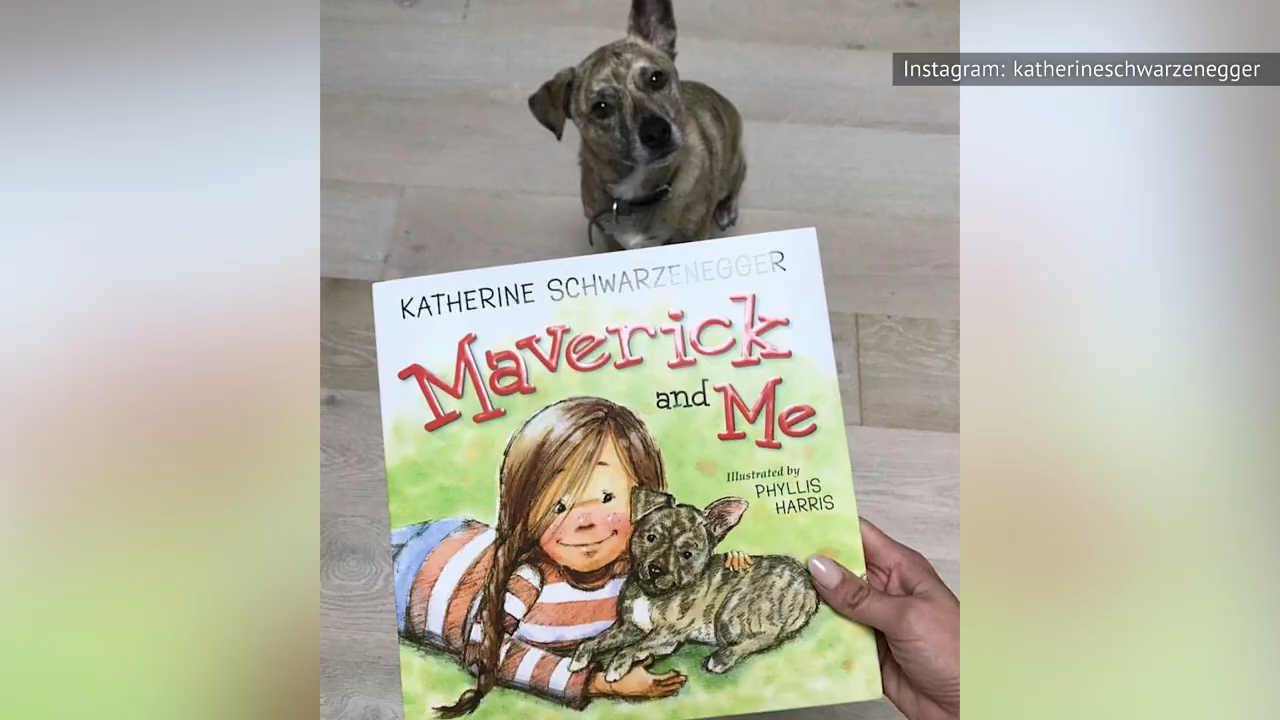 Instagram: katherineschwarzenegger
KATHERINE SCHWARZENEGGER
Maverick
and Me
Illustrated by
PHYLLIS
HARRIS